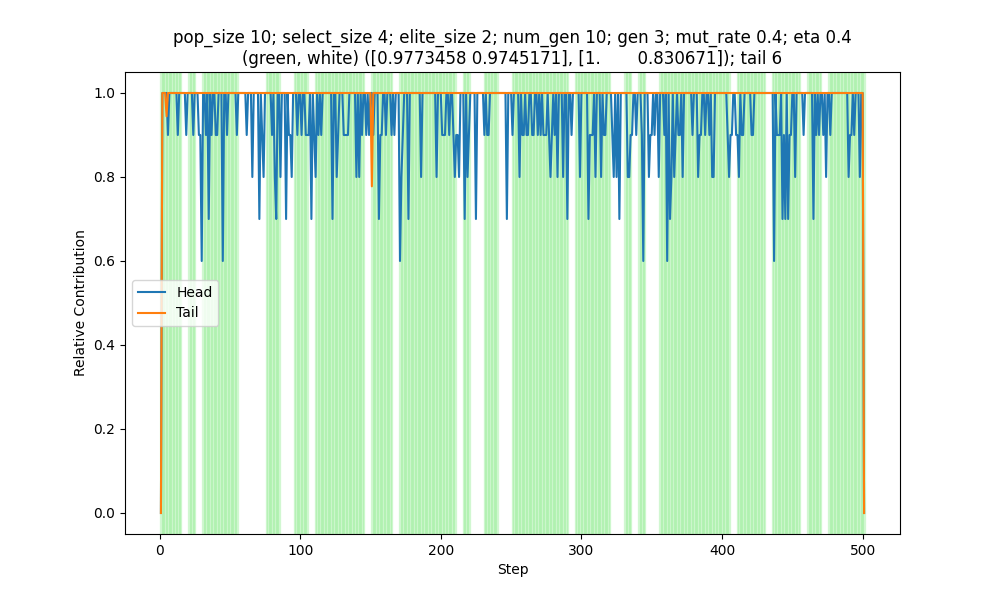 pop_size 10; select_size 4; elite_size 2; num_gen 10; gen 3; mut_rate 0.4; eta 0.4
(green, white) ([0.9773458 0.9745171], [1. 0.830671]); tail 6
1.0
0.8
0.6
0.4
0.2
0.0
Relative Contribution
Head
Tail
0
100
200
300
400
500
Step